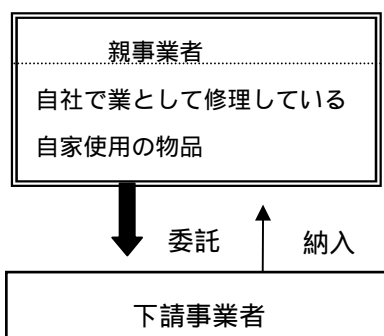 親事業者
自社で業として修理している
自家使用の物品
委託 納入
下請事業者